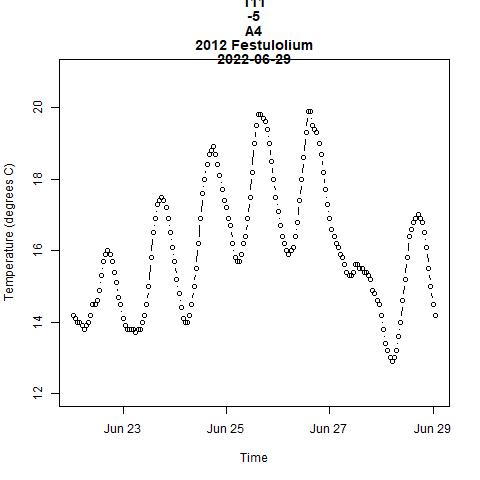 T11
-5
A4
2012 Festulolium
2022-06-29
Temperature (degrees C)
20
18
16
14
12
Jun 23 Jun 25 Jun 27 Jun 29
Time